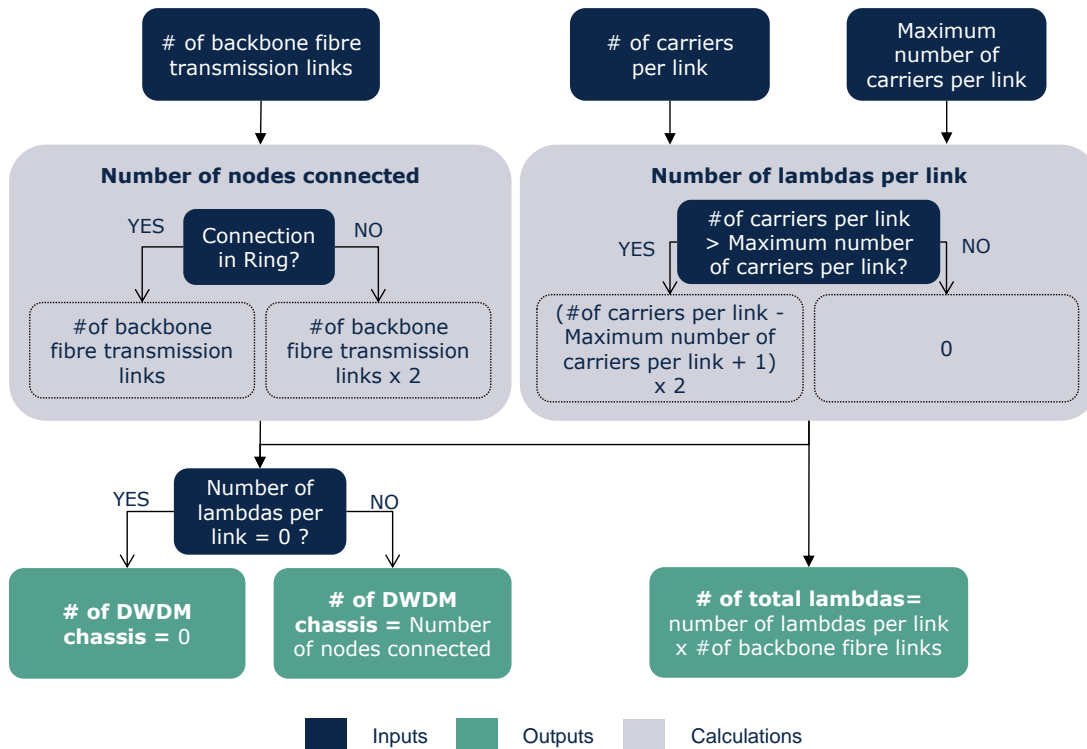 # of backbone fibre
transmission links
# of carriers
per link
Maximum
number of
carriers per link
Number of nodes connected
YES
Connection
in Ring?
NO
#of backbone
fibre transmission
links
#of backbone
fibre transmission
links x 2
Number of lambdas per link
YES
#of carriers per link
> Maximum number
of carriers per link?
NO
(#of carriers per link -
Maximum number of
carriers per link + 1)
x 2
0
YES
Number of
lambdas per
link = 0 ?
NO
# of DWDM
chassis = 0
# of DWDM
chassis = Number
of nodes connected
# of total lambdas=
number of lambdas per link
x #of backbone fibre links
Inputs
Outputs
Calculations